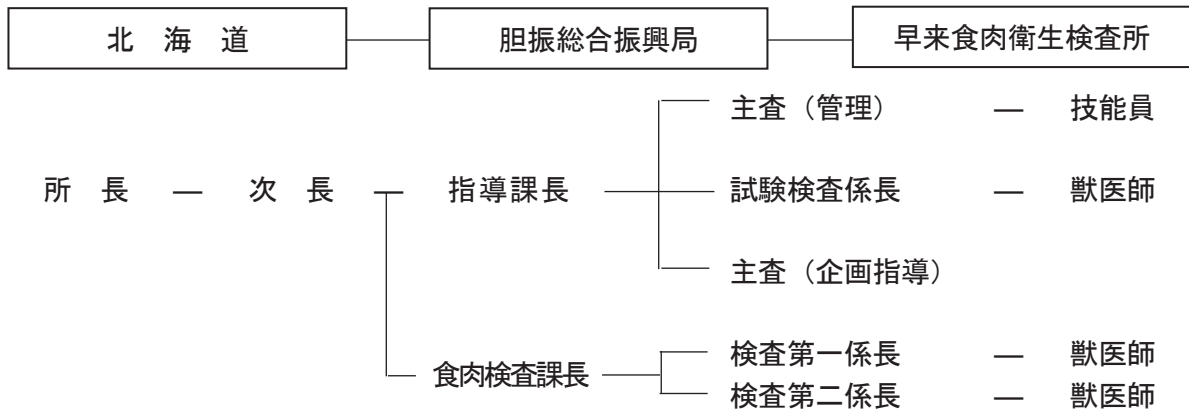 北 海 道 胆振総合振興局 早来食肉衛生検査所
主査（管理） ― 技能員
所 長 ― 次 長 ― 指導課長 試験検査係長 ― 獣医師
主査（企画指導）
検査第一係長 ― 獣医師
食肉検査課長
検査第二係長 ― 獣医師